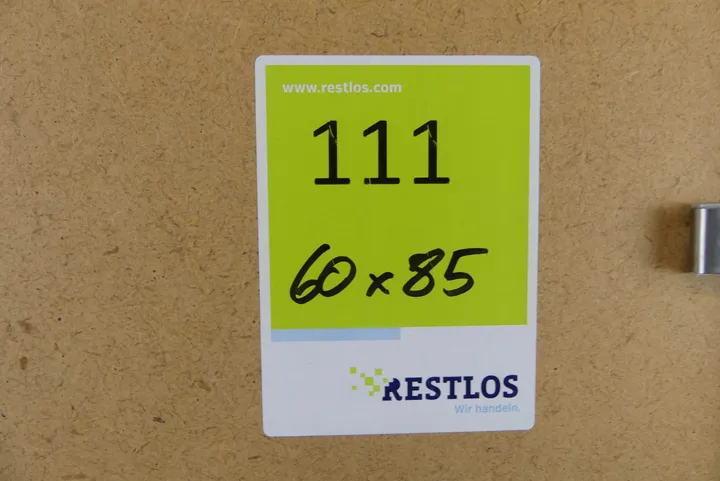 www.restlos.com
111
60 x 85
RESTLOS
Wir handeln.